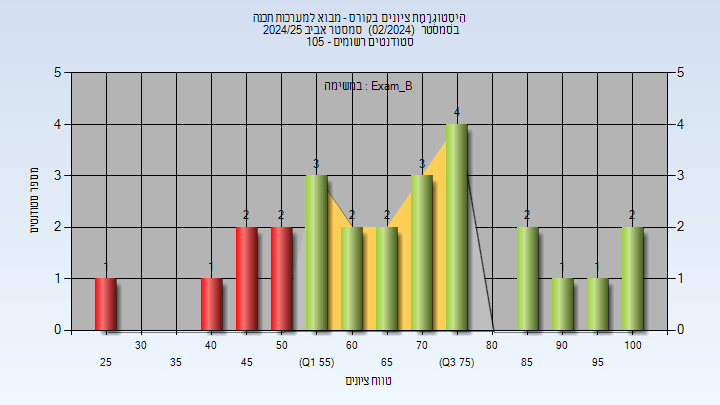 היסטוגרמת ציונים בקורס - מבוא למערכות תכנה
בסמסטר (02/2024) סמסטר אביב 2024/25
סטודנטים רשומים - 105
במשימה : Exam_B
5 5
4 4
3 3
2 2
1 1
0 0
1 1 2 2 3 2 2 3 4 2 1 1 2
מספר סטודנטים
30 40 50 60 70 80 90 100
25 35 45 (Q1 55) 65 (Q3 75) 85 95
טווח ציונים